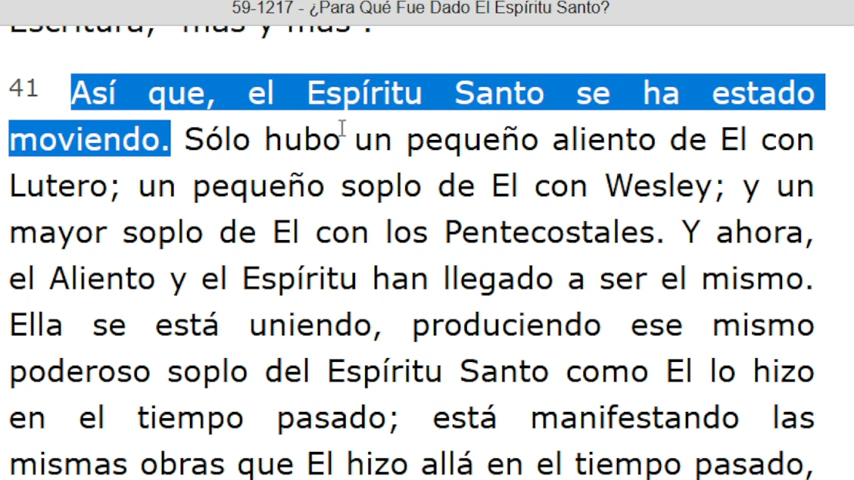 59-1217 - ¿Para Qué Fue Dado El Espíritu Santo?
Escritura, "más y más".
41 Así que, el Espíritu Santo se ha estado
moviendo. Sólo hubo un pequeño aliento de El con
Lutero; un pequeño soplo de El con Wesley; y un
mayor soplo de El con los Pentecostales. Y ahora,
el Aliento y el Espíritu han llegado a ser el mismo.
Ella se está uniendo, produciendo ese mismo
poderoso soplo del Espíritu Santo como El lo hizo
en el tiempo pasado; está manifestando las
mismas obras que El hizo allá en el tiempo pasado,